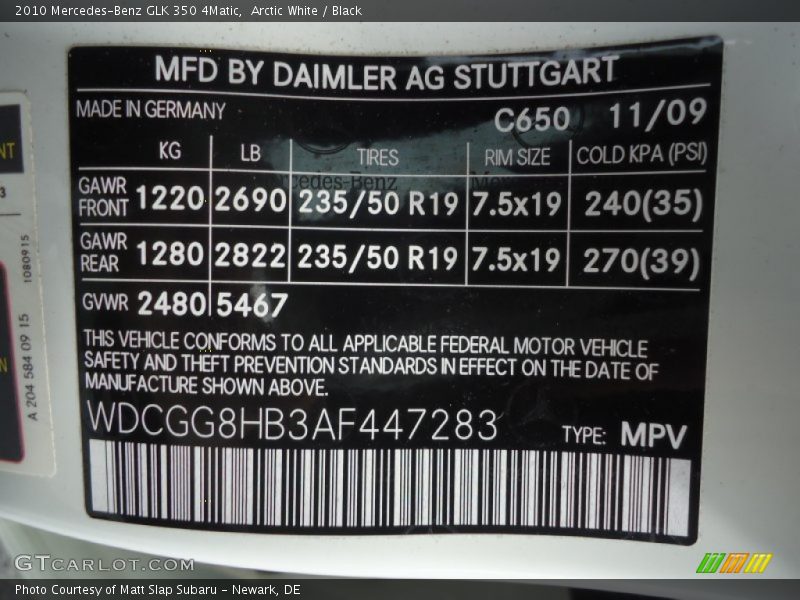 2010 Mercedes-Benz GLK 350 4Matic, Arctic White / Black
MFD BY DAIMLER AG STUTTGART
MADE IN GERMANY C650 11/09
KG LB TIRES RIM SIZE COLD KPA (PSI)
GAWR FRONT 1220 2690 235/50 R19 7.5x19 240(35)
GAWR REAR 1280 2822 235/50 R19 7.5x19 270(39)
GVWR 2480 5467
THIS VEHICLE CONFORMS TO ALL APPLICABLE FEDERAL MOTOR VEHICLE
SAFETY AND THEFT PREVENTION STANDARDS IN EFFECT ON THE DATE OF
MANUFACTURE SHOWN ABOVE.
WDCGG8HB3AF447283 TYPE: MPV
NT
3
N
A 204 584 09 15
1080915
GTCARLOT.COM
Photo Courtesy of Matt Slap Subaru - Newark, DE